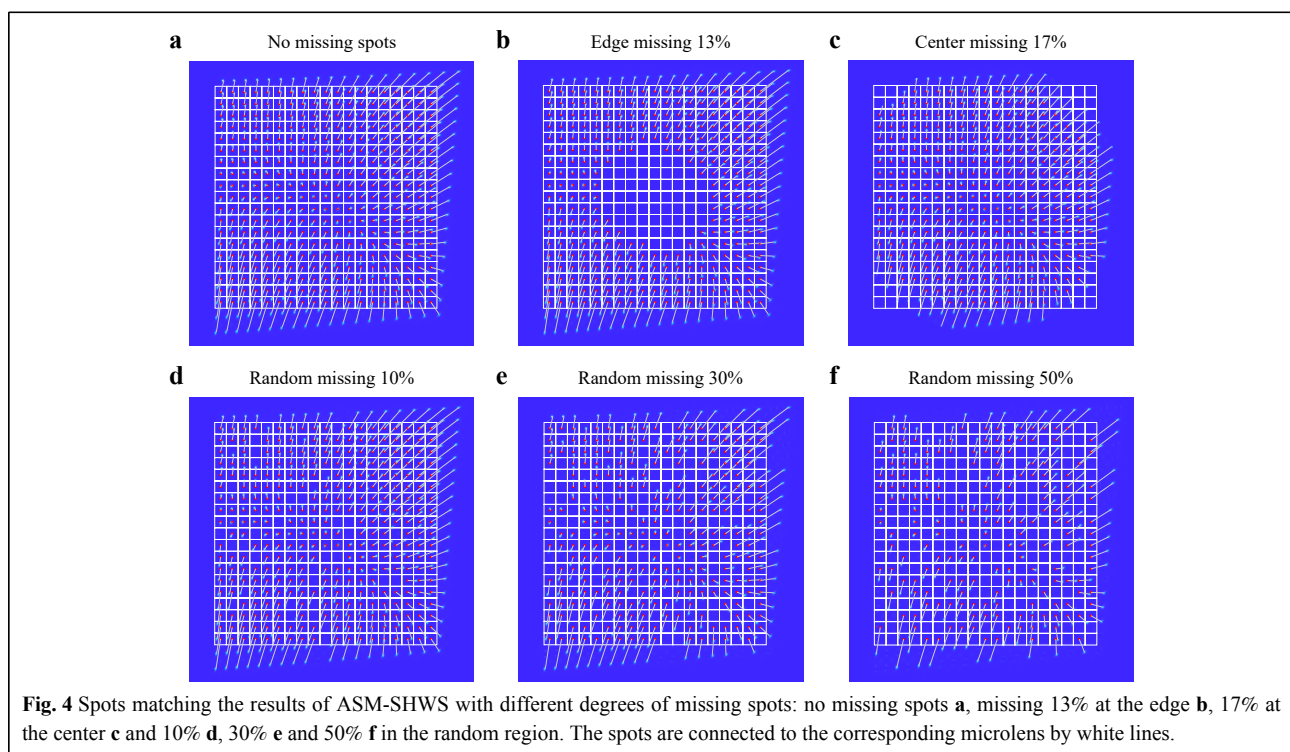 a No missing spots
b Edge missing 13%
c Center missing 17%
d Random missing 10%
e Random missing 30%
f Random missing 50%
Fig. 4 Spots matching the results of ASM-SHWS with different degrees of missing spots: no missing spots a, missing 13% at the edge b, 17% at
the center c and 10% d, 30% e and 50% f in the random region. The spots are connected to the corresponding microlens by white lines.